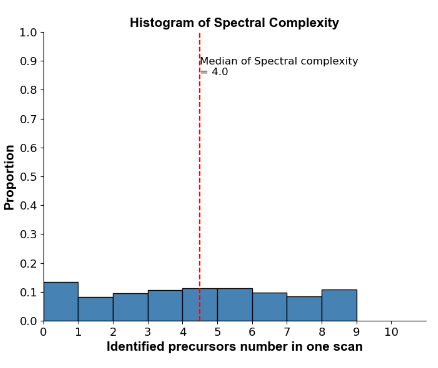 Histogram of Spectral Complexity
1.0
0.9
0.8
0.7
0.6
0.5
0.4
0.3
0.2
0.1
0.0
Proportion
Median of Spectral complexity
= 4.0
0 1 2 3 4 5 6 7 8 9 10
Identified precursors number in one scan